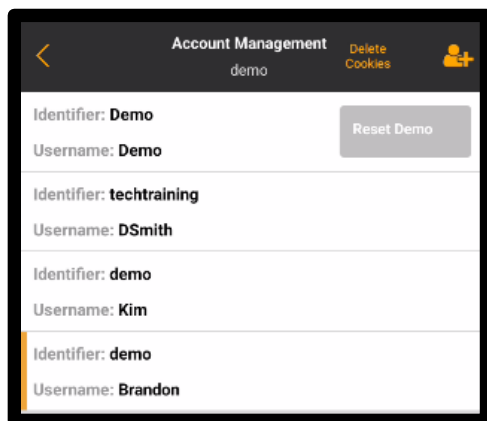 Account Management
demo
Delete
Cookies
Identifier: Demo
Username: Demo
Reset Demo
Identifier: techtraining
Username: DSmith
Identifier: demo
Username: Kim
Identifier: demo
Username: Brandon